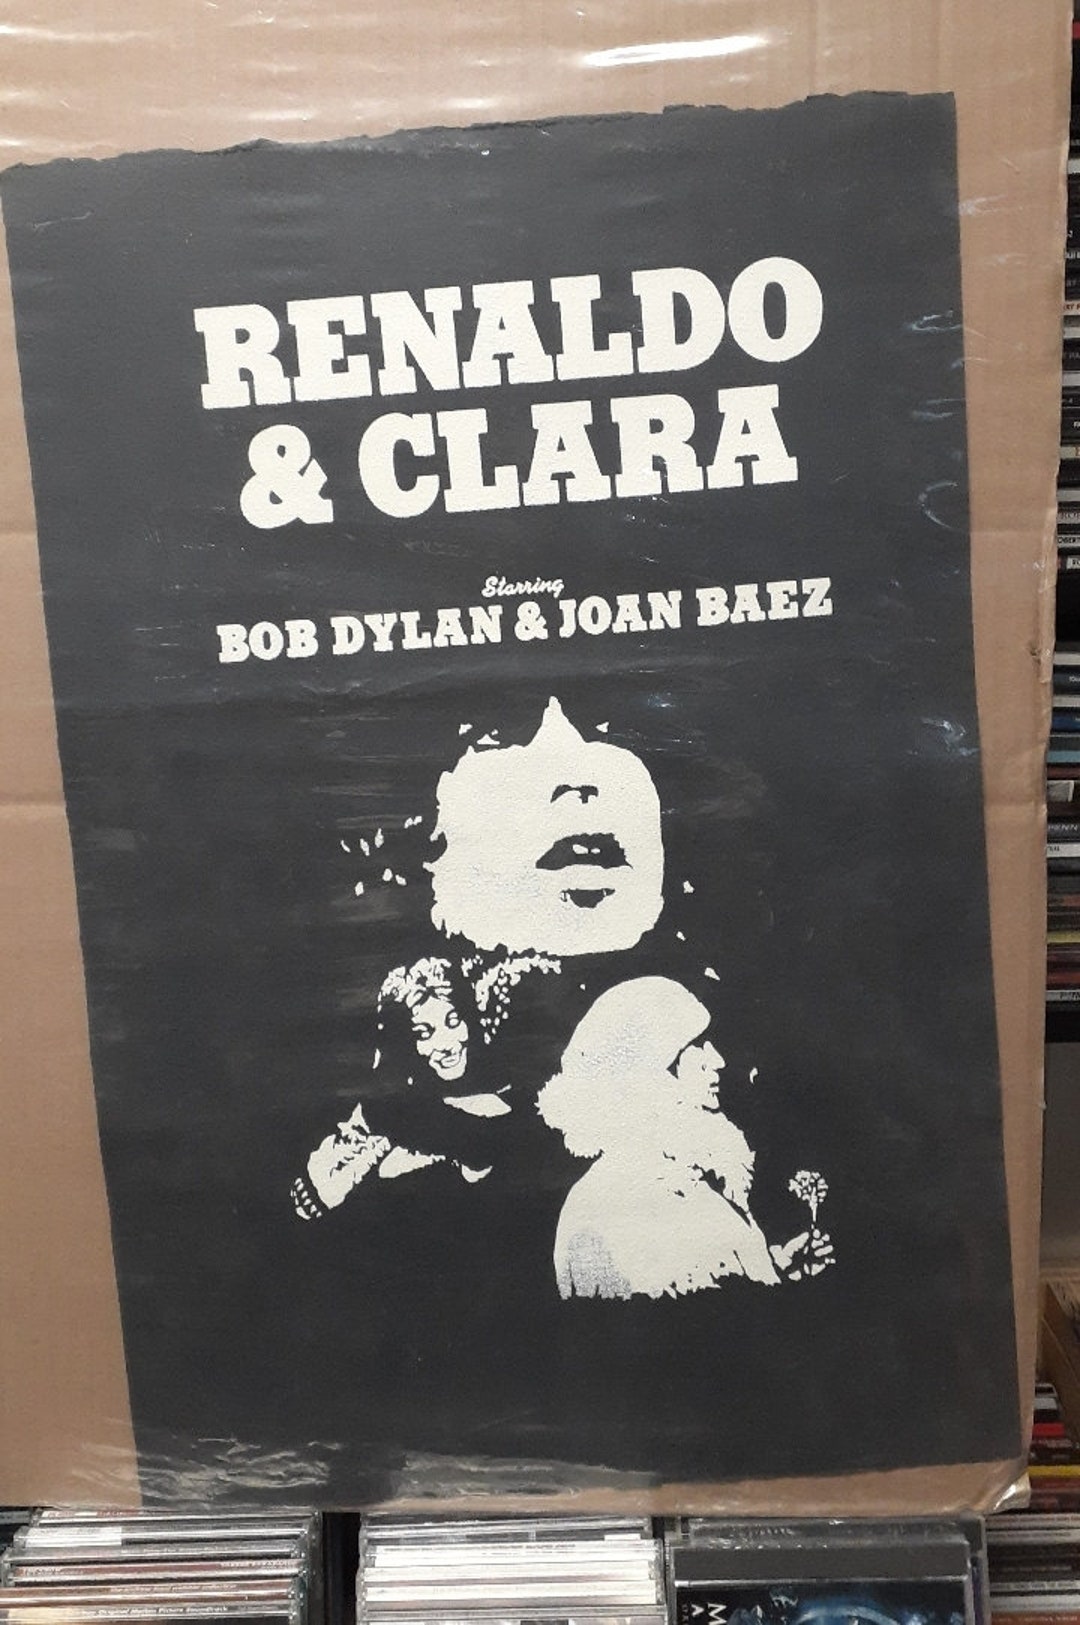 RENALDO
& CLARA
Starring
BOB DYLAN & JOAN BAEZ